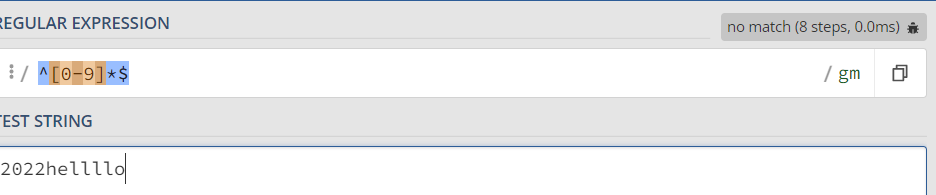 REGULAR EXPRESSION
no match (8 steps, 0.0ms)
/ ^[0-9]*$ / gm
TEST STRING
2022hellllo